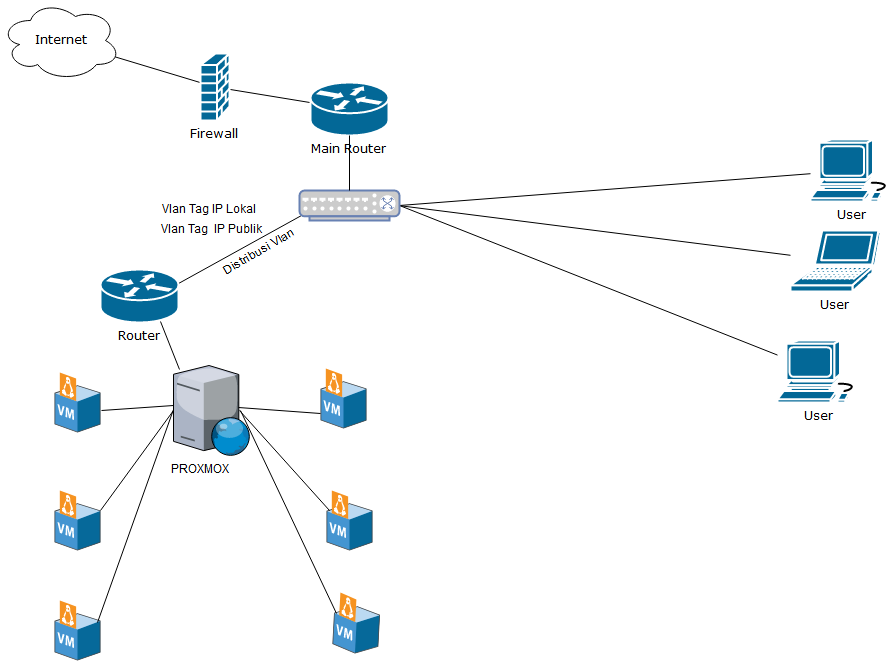 Internet
Firewall
Main Router
Vlan Tag IP Lokal
Vlan Tag  IP Publik
Distribusi Vlan
User
User
Router
User
PROXMOX
VM
VM
VM
VM
VM
VM